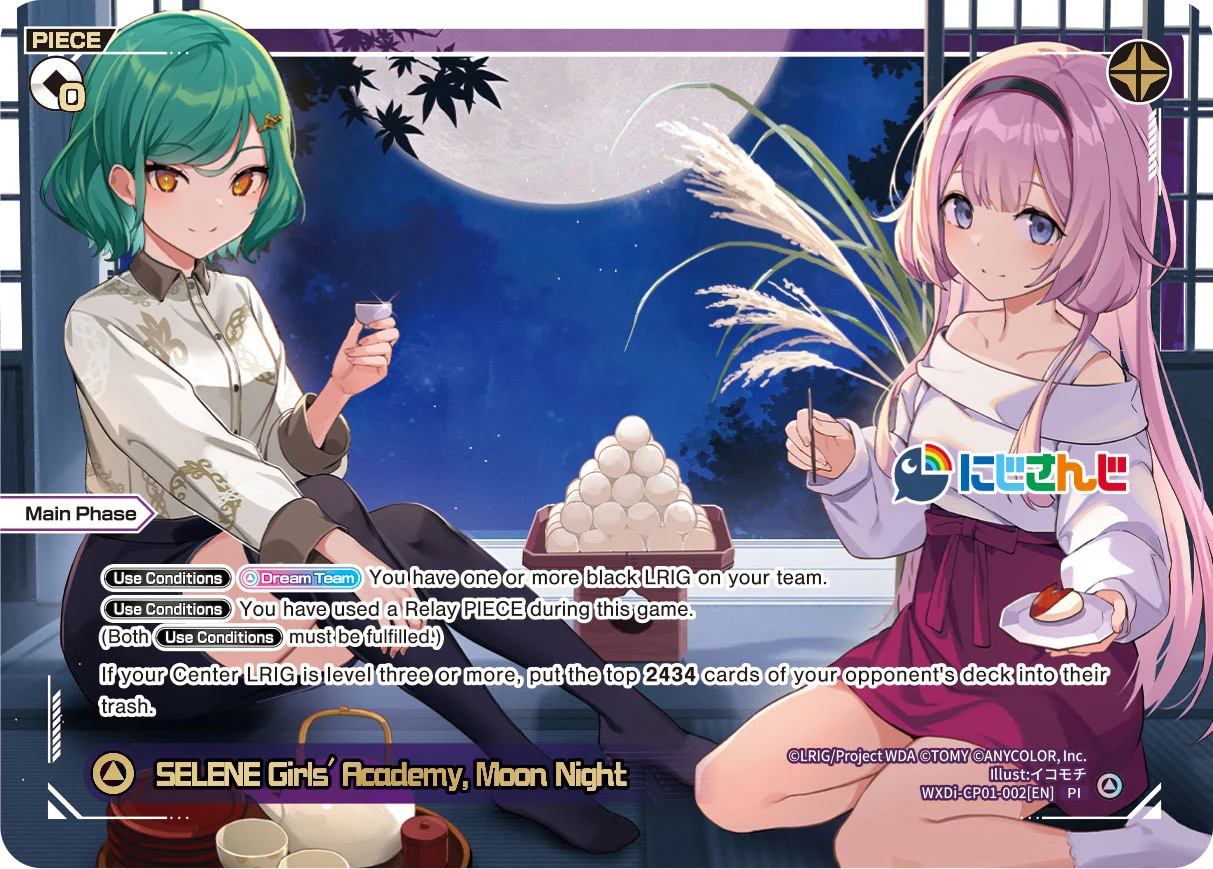 PIECE
0
Main Phase
にじさんじ
Use Conditions Dream Team You have one or more black LRIG on your team.
Use Conditions You have used a Relay PIECE during this game.
(Both Use Conditions must be fulfilled.)
If your Center LRIG is level three or more, put the top 2434 cards of your opponent's deck into their
trash.
SELENE Girls' Academy, Moon Night
©LRIG/Project WDA ©TOMY ©ANYCOLOR, Inc.
Illust:イコモチ
WXDi-CP01-002[EN] PI